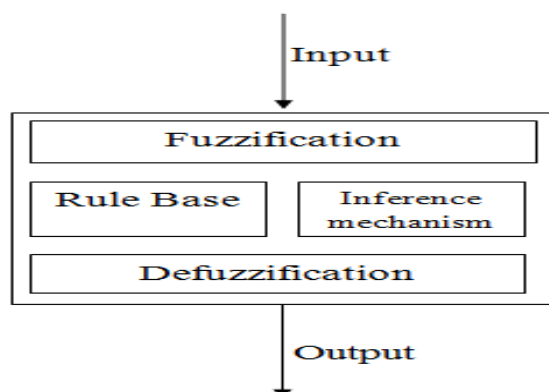 Input
Fuzzification
Rule Base
Inference
mechanism
Defuzzification
Output